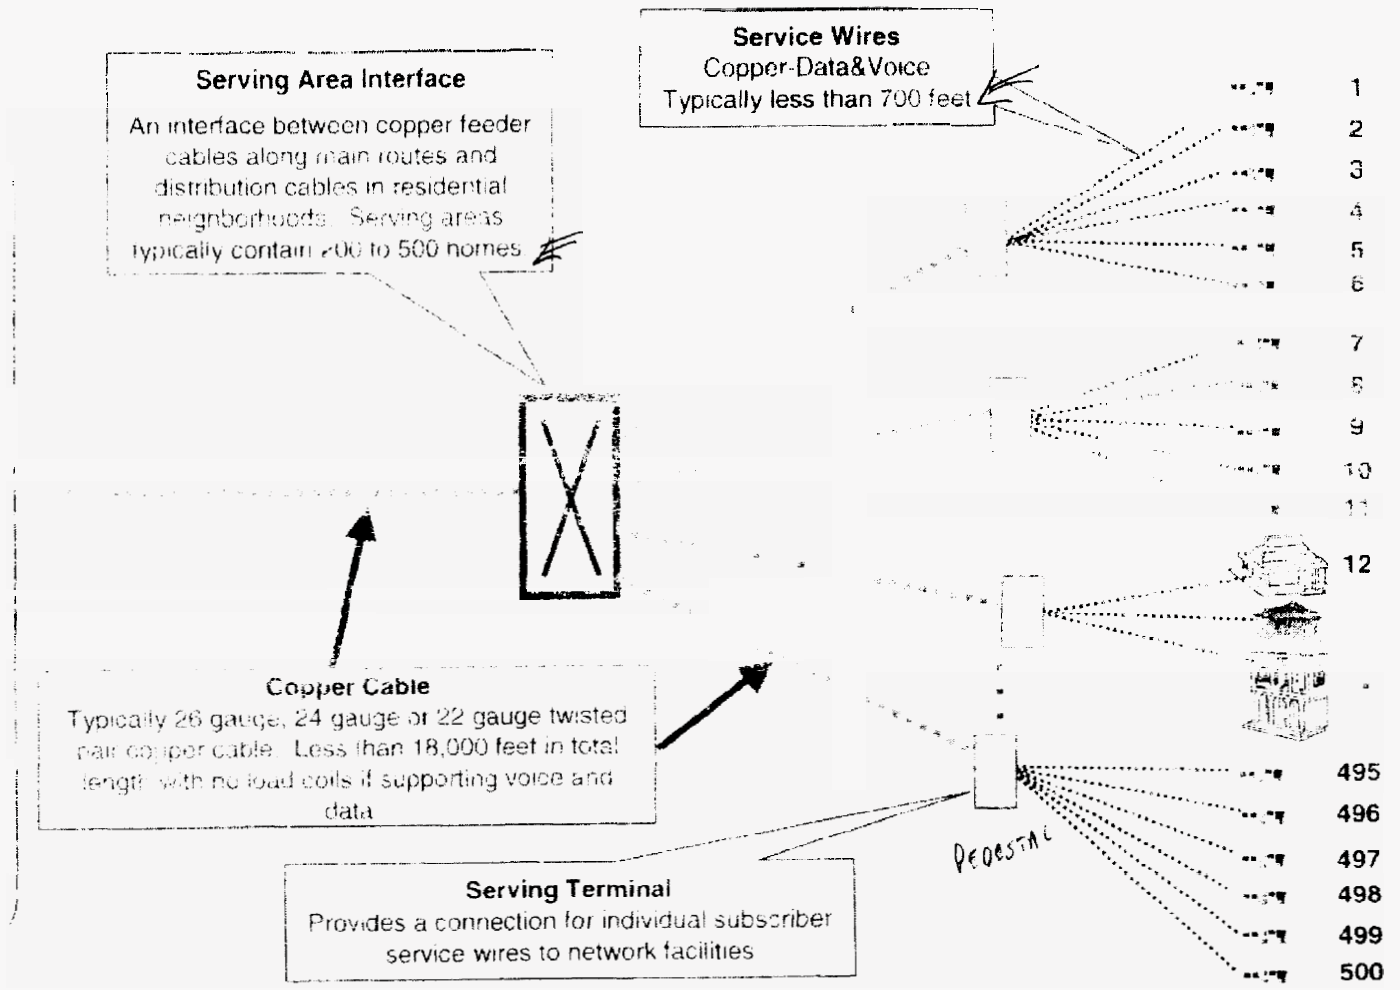 Service Wires
Copper-Data&Voice
Typically less than 700 feet
Serving Area Interface
An interface between copper feeder
cables along main routes and
distribution cables in residential
neighborhoods. Serving areas
typically contain 200 to 500 homes
1
2
3
4
5
6
7
8
9
10
11
12
Copper Cable
Typically 26 gauge, 24 gauge or 22 gauge twisted
pair copper cable. Less than 18,000 feet in total
length with no load coils if supporting voice and
data
495
496
497
498
499
500
PEDESTAL
Serving Terminal
Provides a connection for individual subscriber
service wires to network facilities